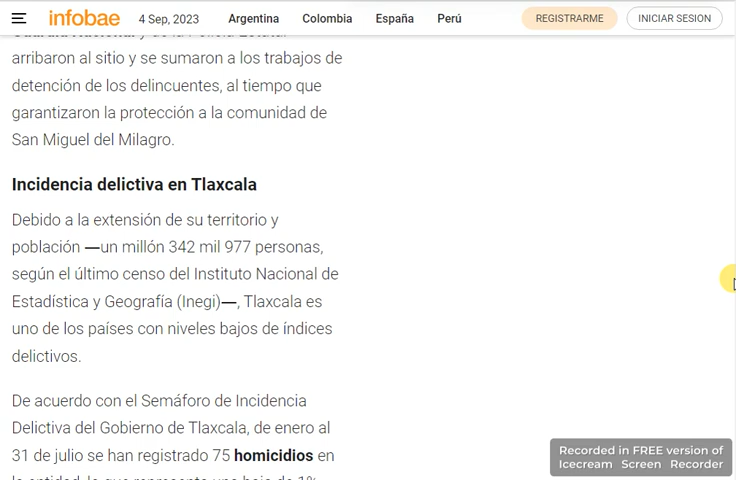 infobae
4 Sep, 2023
Argentina
Colombia
España
Perú
REGISTRARME
INICIAR SESION
arribaron al sitio y se sumaron a los trabajos de
detención de los delincuentes, al tiempo que
garantizaron la protección a la comunidad de
San Miguel del Milagro.
Incidencia delictiva en Tlaxcala
Debido a la extensión de su territorio y
población —un millón 342 mil 977 personas,
según el último censo del Instituto Nacional de
Estadística y Geografía (Inegi)—, Tlaxcala es
uno de los países con niveles bajos de índices
delictivos.
De acuerdo con el Semáforo de Incidencia
Delictiva del Gobierno de Tlaxcala, de enero al
31 de julio se han registrado 75 homicidios en
Recorded in FREE version of
Icecream Screen Recorder